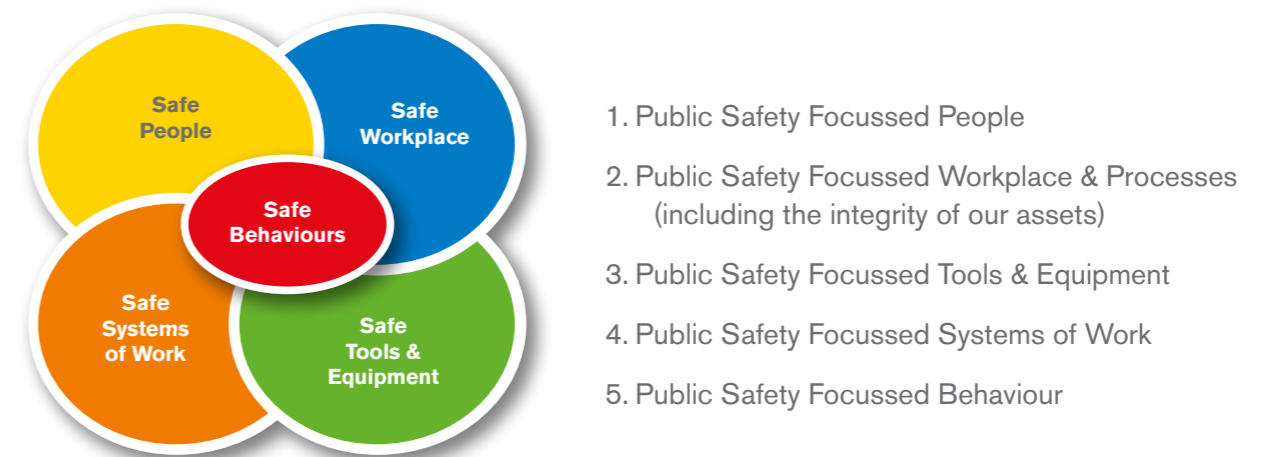 Safe
People
Safe
Workplace
Safe
Behaviours
Safe
Systems
of Work
Safe
Tools &
Equipment
1. Public Safety Focussed People
2. Public Safety Focussed Workplace & Processes
(including the integrity of our assets)
3. Public Safety Focussed Tools & Equipment
4. Public Safety Focussed Systems of Work
5. Public Safety Focussed Behaviour